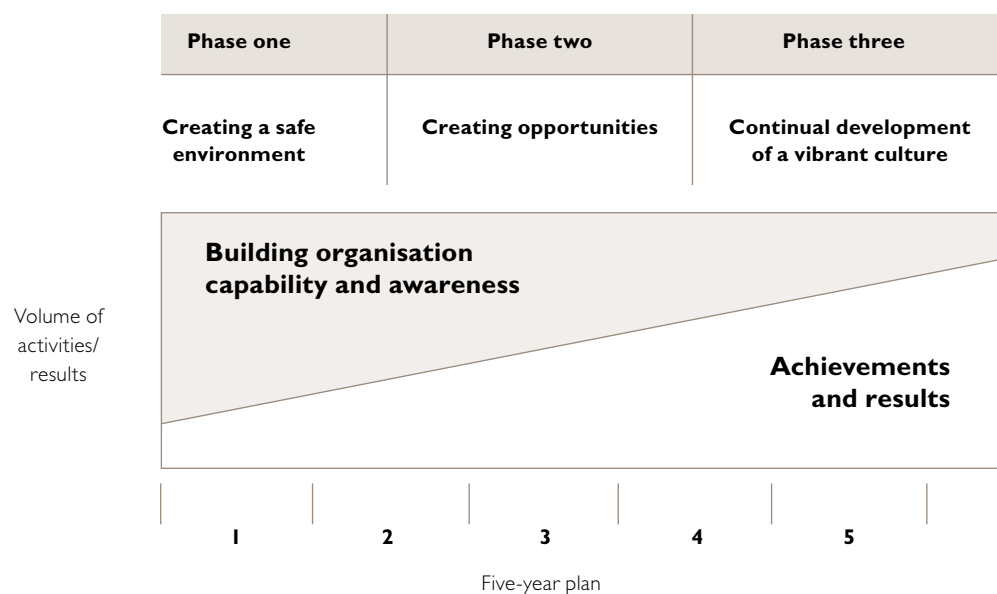 Phase one
Phase two
Phase three
Creating a safe
environment
Creating opportunities
Continual development
of a vibrant culture
Building organisation
capability and awareness
Volume of
activities/
results
Achievements
and results
1
2
3
4
5
Five-year plan